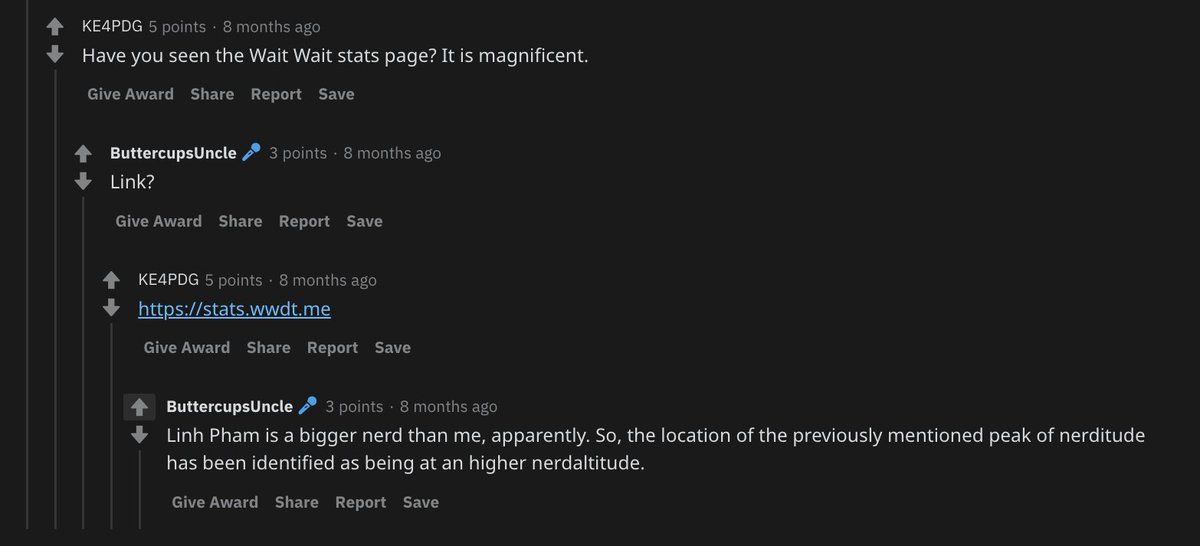 KE4PDG 5 points · 8 months ago
Have you seen the Wait Wait stats page? It is magnificent.
Give Award Share Report Save
ButtercupsUncle 3 points · 8 months ago
Link?
Give Award Share Report Save
KE4PDG 5 points · 8 months ago
https://stats.wwdt.me
Give Award Share Report Save
ButtercupsUncle 3 points · 8 months ago
Linh Pham is a bigger nerd than me, apparently. So, the location of the previously mentioned peak of nerditude
has been identified as being at an higher nerdaltitude.
Give Award Share Report Save